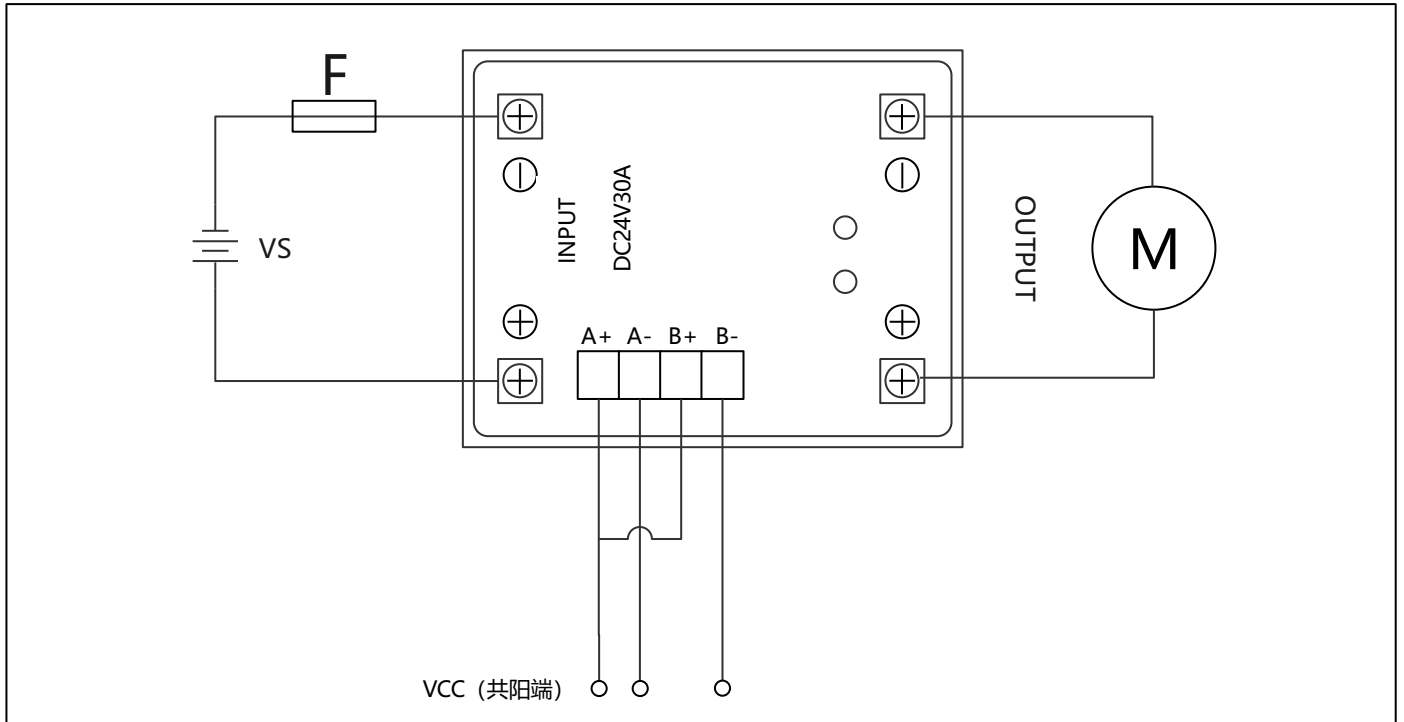 F
VS
INPUT
DC24V30A
OUTPUT
M
A+ A- B+ B-
VCC (共阳端)